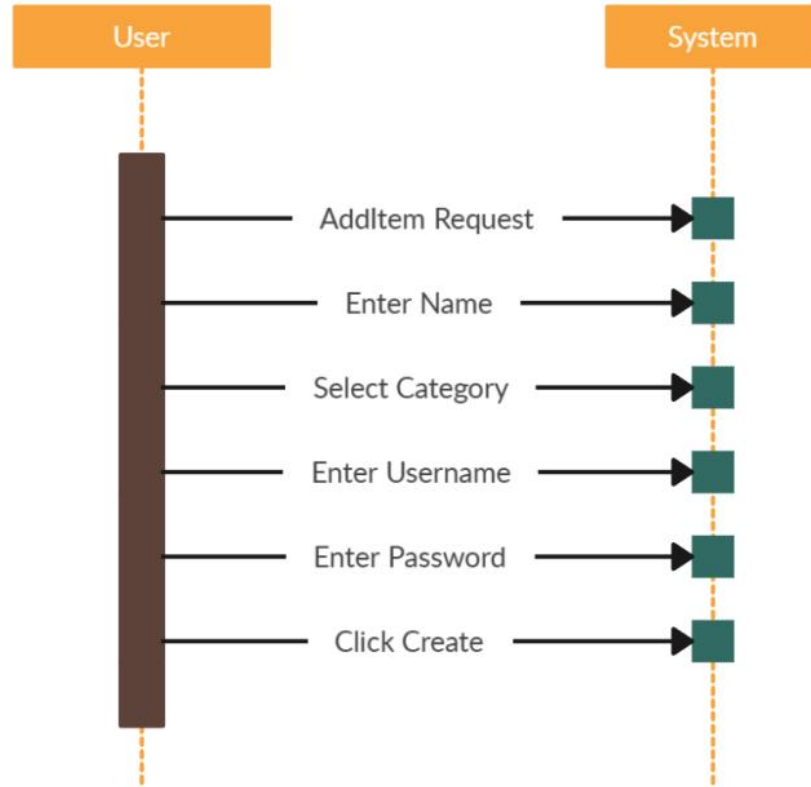 User
System
AddItem Request
Enter Name
Select Category
Enter Username
Enter Password
Click Create